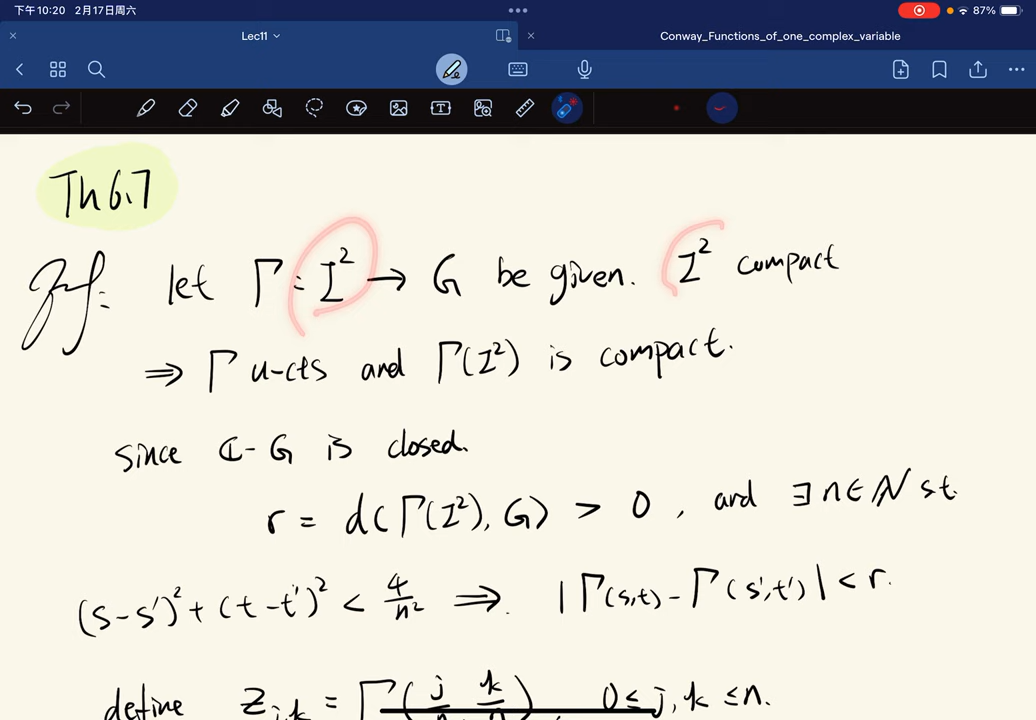 下午10:20 2月17日周六
87%
Lec11
Conway_Functions_of_one_complex_variable
Th 6.7
let Γ : I² → G be given. I² compact
⇒ Γ u-cts and Γ(I²) is compact.
since ℂ - G is closed.
r = d(Γ(I²), G) > 0 , and ∃ n ∈ ℕ st.
(s-s')² + (t-t')² < 4/n² ⇒. |Γ(s,t) - Γ(s',t')| < r.
define Z_{j,k} = Γ(j/n, k/n), 0 ≤ j, k ≤ n.